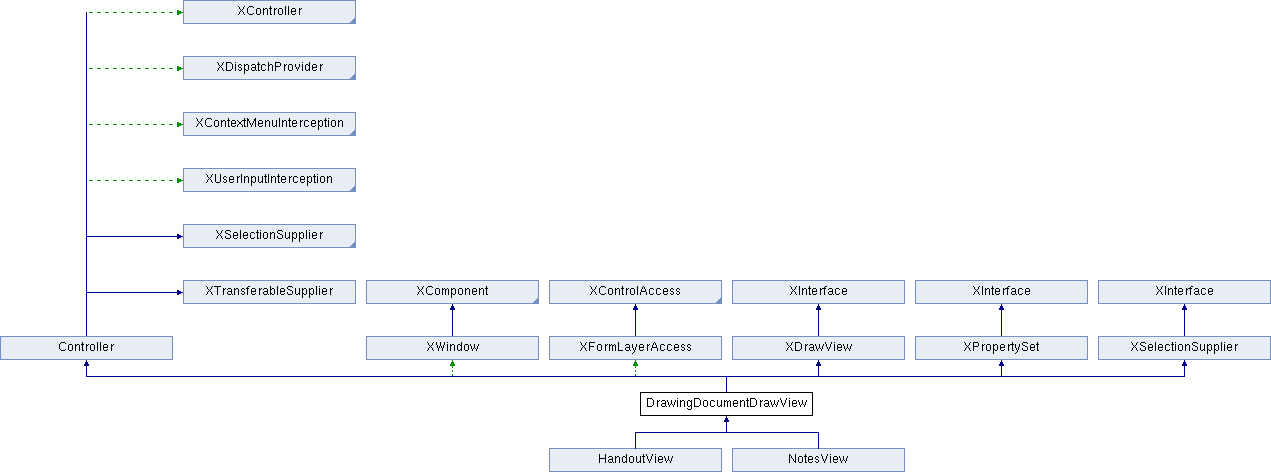 XController
XDispatchProvider
XContextMenuInterception
XUserInputInterception
XSelectionSupplier
XTransferableSupplier
XComponent
XControlAccess
XInterface
XInterface
XInterface
Controller
XWindow
XFormLayerAccess
XDrawView
XPropertySet
XSelectionSupplier
DrawingDocumentDrawView
HandoutView
NotesView